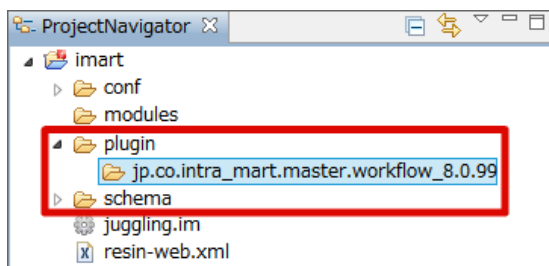 ProjectNavigator
imart
conf
modules
plugin
jp.co.intra_mart.master.workflow_8.0.99
schema
juggling.im
resin-web.xml